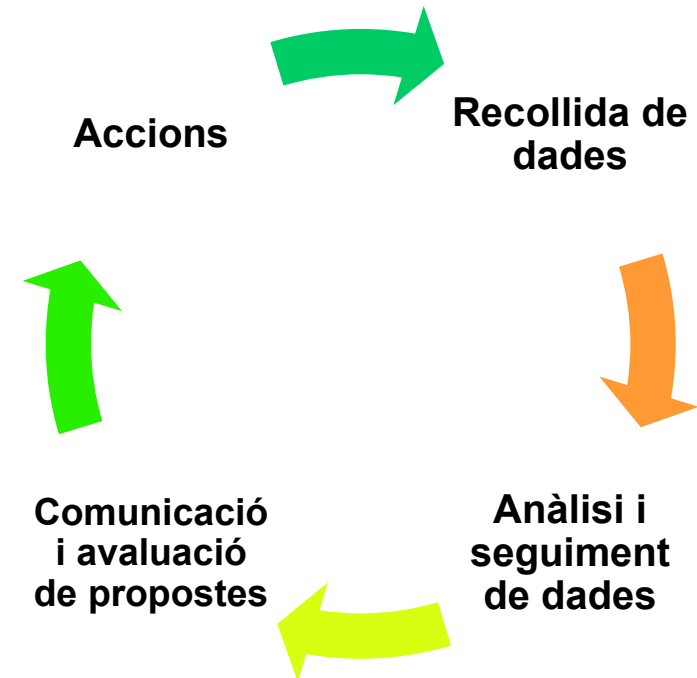 Accions
Recollida de
dades
Anàlisi i
seguiment
de dades
Comunicació
i avaluació
de propostes